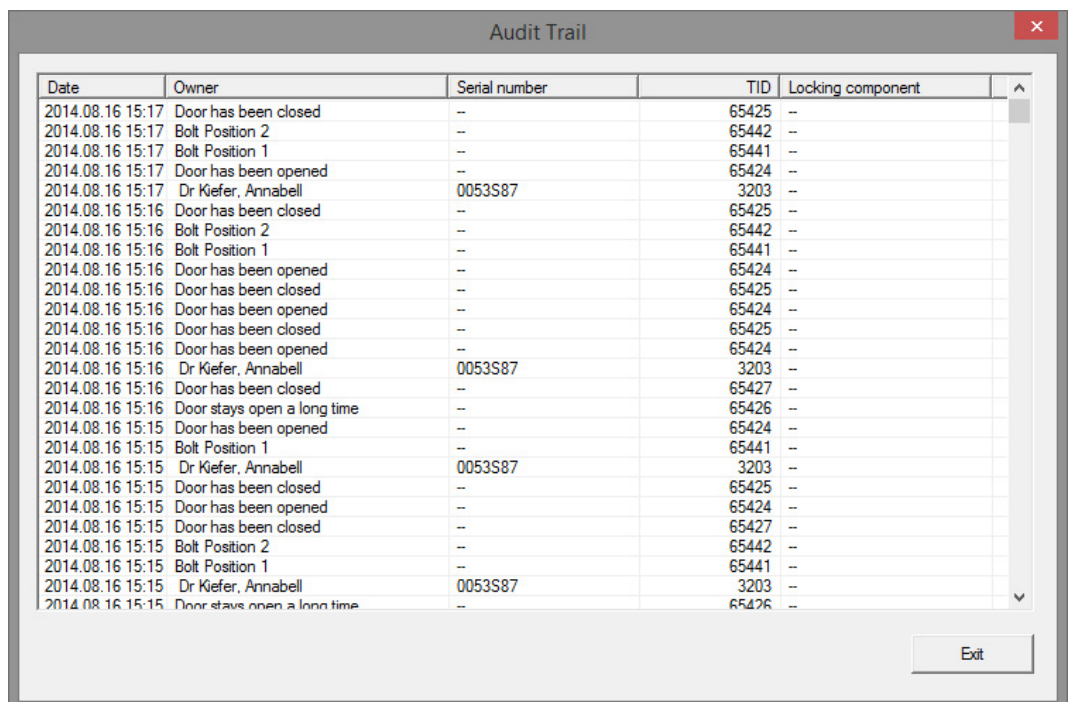 Audit Trail
Date Owner Serial number TID Locking component
2014.08.16 15:17 Door has been closed -- 65425 --
2014.08.16 15:17 Bolt Position 2 -- 65442 --
2014.08.16 15:17 Bolt Position 1 -- 65441 --
2014.08.16 15:17 Door has been opened -- 65424 --
2014.08.16 15:17 Dr Kiefer, Annabell 0053S87 3203 --
2014.08.16 15:16 Door has been closed -- 65425 --
2014.08.16 15:16 Bolt Position 2 -- 65442 --
2014.08.16 15:16 Bolt Position 1 -- 65441 --
2014.08.16 15:16 Door has been opened -- 65424 --
2014.08.16 15:16 Door has been closed -- 65425 --
2014.08.16 15:16 Door has been opened -- 65424 --
2014.08.16 15:16 Door has been closed -- 65425 --
2014.08.16 15:16 Door has been opened -- 65424 --
2014.08.16 15:16 Dr Kiefer, Annabell 0053S87 3203 --
2014.08.16 15:16 Door has been closed -- 65427 --
2014.08.16 15:16 Door stays open a long time -- 65426 --
2014.08.16 15:15 Door has been opened -- 65424 --
2014.08.16 15:15 Bolt Position 1 -- 65441 --
2014.08.16 15:15 Dr Kiefer, Annabell 0053S87 3203 --
2014.08.16 15:15 Door has been closed -- 65425 --
2014.08.16 15:15 Door has been opened -- 65424 --
2014.08.16 15:15 Door has been closed -- 65427 --
2014.08.16 15:15 Bolt Position 2 -- 65442 --
2014.08.16 15:15 Bolt Position 1 -- 65441 --
2014.08.16 15:15 Dr Kiefer, Annabell 0053S87 3203 --
2014.08.16 15:15 Door stays open a long time -- 65426 --
Exit